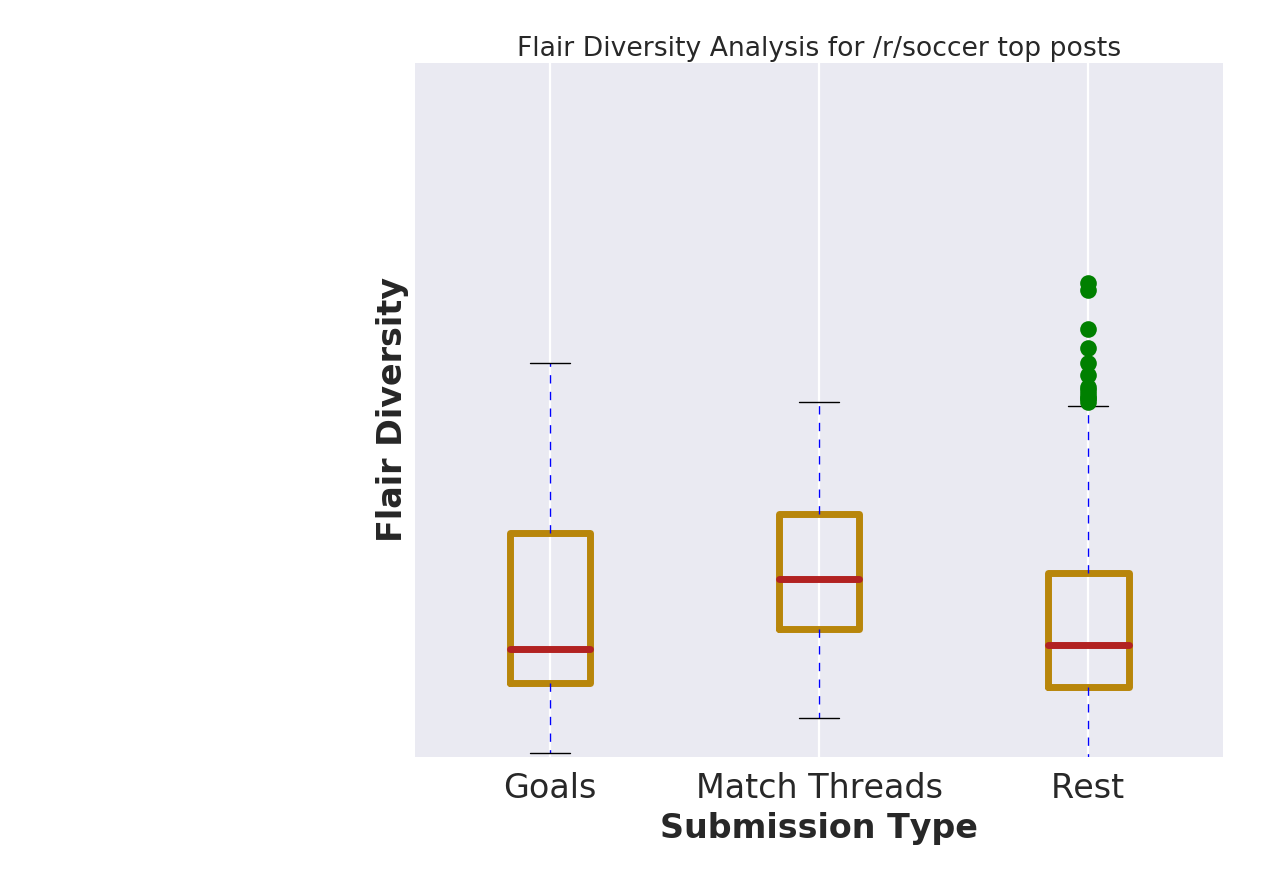 Flair Diversity Analysis for /r/soccer top posts
Flair Diversity
Goals Match Threads Rest
Submission Type